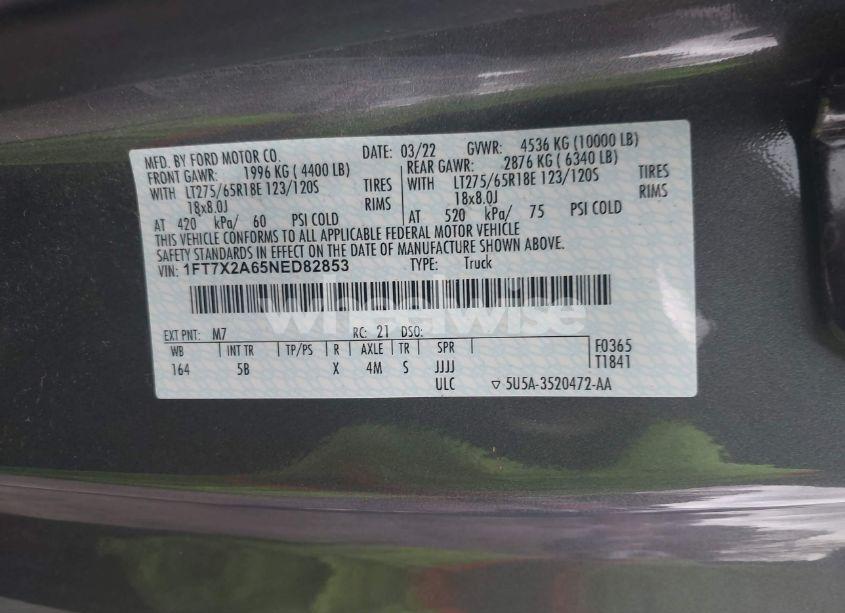 MFD. BY FORD MOTOR CO. DATE: 03/22 GVWR: 4536 KG (10000 LB)
FRONT GAWR: 1996 KG ( 4400 LB) REAR GAWR: 2876 KG ( 6340 LB)
WITH LT275/65R18E 123/120S TIRES WITH LT275/65R18E 123/120S TIRES
18x8.0J RIMS 18x8.0J RIMS
AT 420 kPa/ 60 PSI COLD AT 520 kPa/ 75 PSI COLD
THIS VEHICLE CONFORMS TO ALL APPLICABLE FEDERAL MOTOR VEHICLE
SAFETY STANDARDS IN EFFECT ON THE DATE OF MANUFACTURE SHOWN ABOVE.
VIN: 1FT7X2A65NED82853 TYPE: Truck
wheelwise
EXT PNT: M7 RC: 21 DSO:
WB INT TR TP/PS R AXLE TR SPR F0365
164 5B X 4M S JJJJ T1841
ULC ▽ 5U5A-3520472-AA